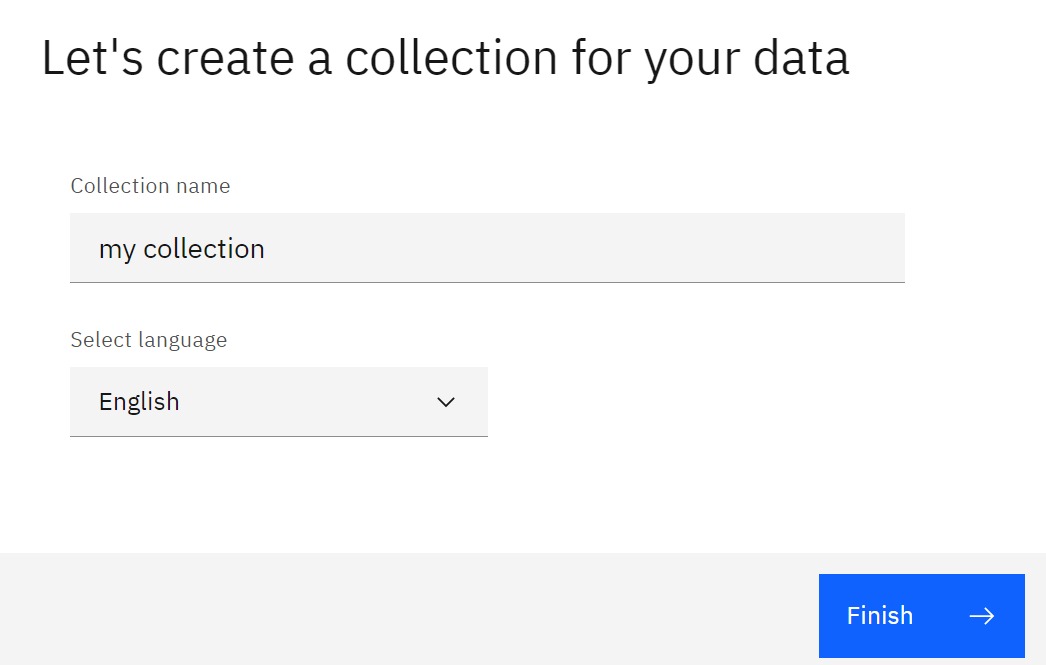 Let's create a collection for your data
Collection name
my collection
Select language
English
Finish